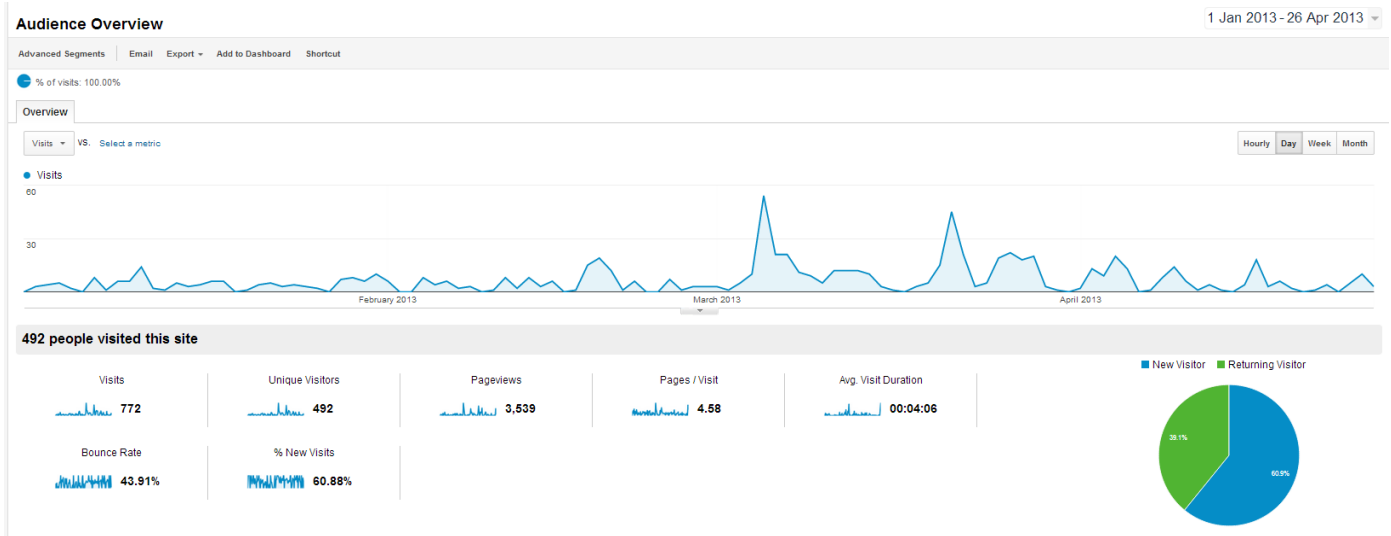 Audience Overview
1 Jan 2013 - 26 Apr 2013
Advanced Segments Email Export Add to Dashboard Shortcut
% of visits: 100.00%
Overview
Visits VS. Select a metric
Hourly Day Week Month
Visits
60
30
February 2013 March 2013 April 2013
492 people visited this site
New Visitor Returning Visitor
Visits Unique Visitors Pageviews Pages / Visit Avg. Visit Duration
772 492 3,539 4.58 00:04:06
39.1%
Bounce Rate % New Visits
60.9%
43.91% 60.88%